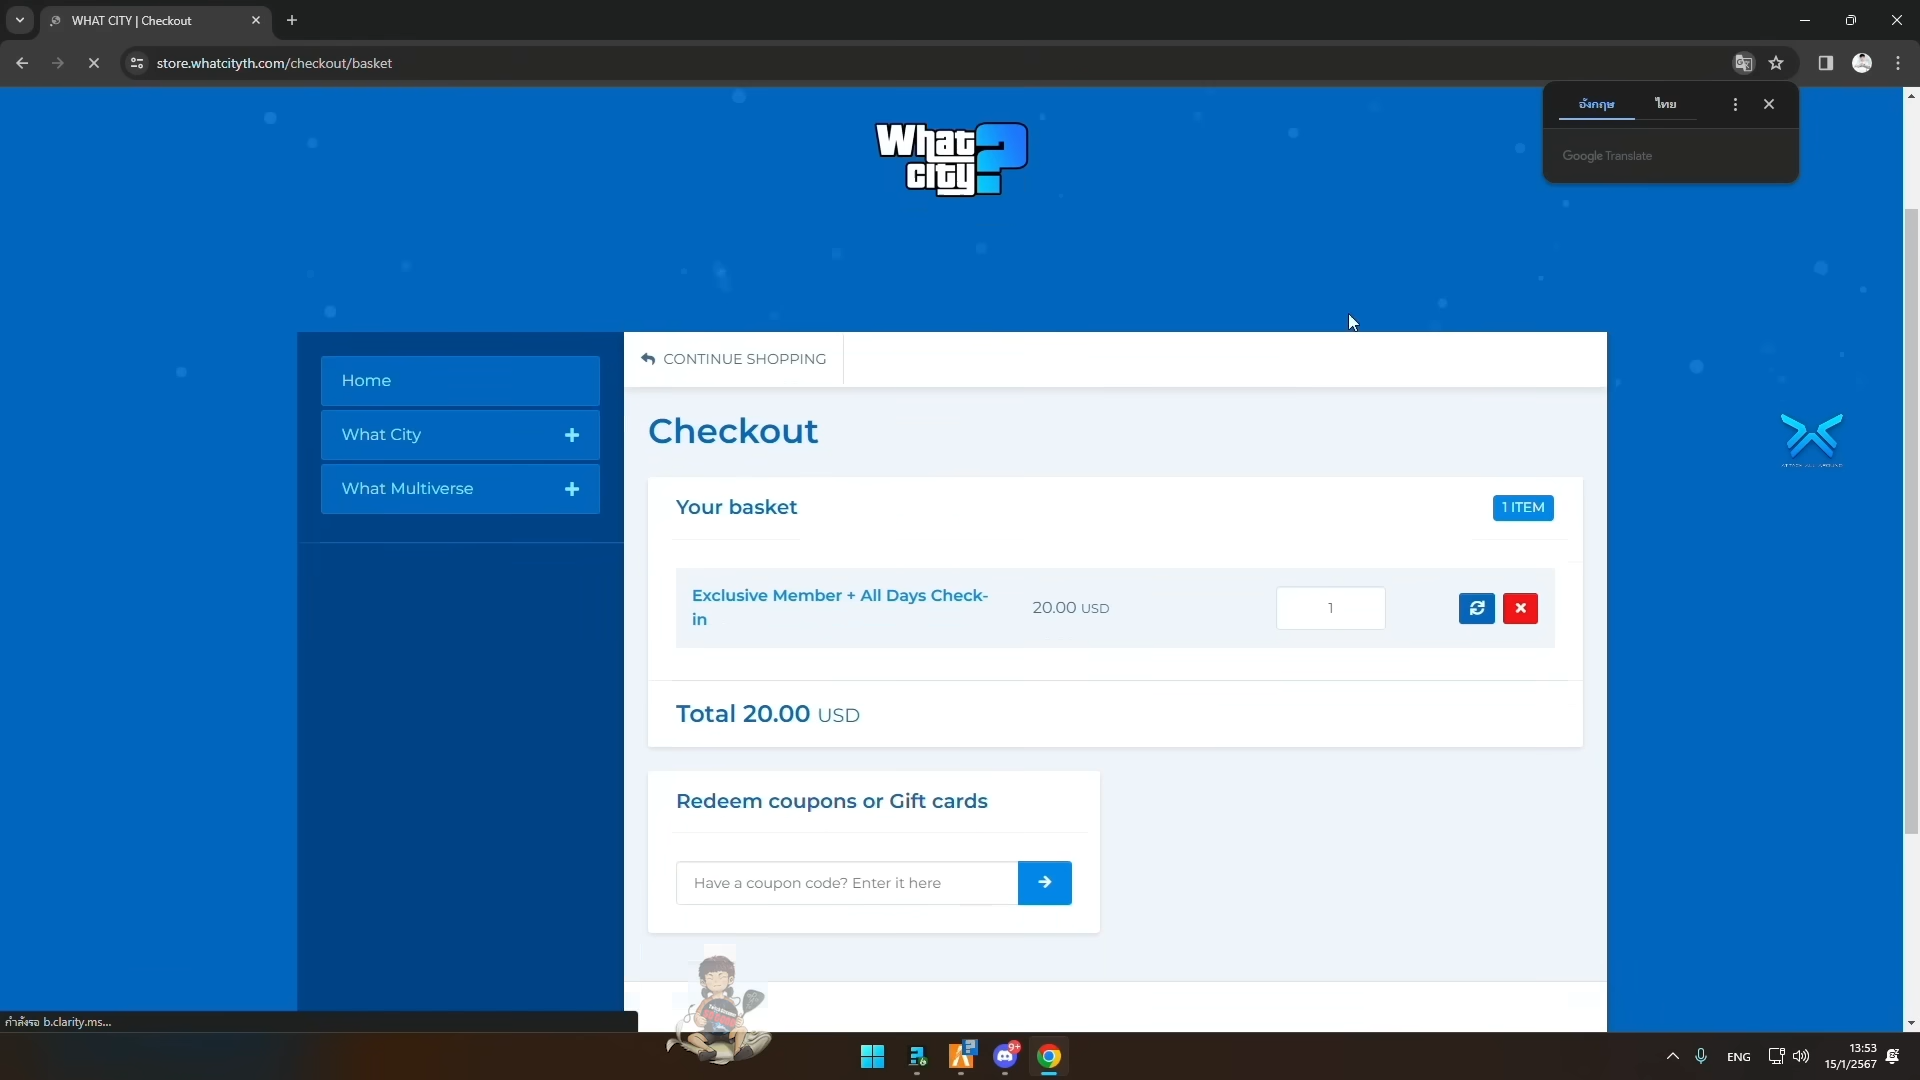 WHAT CITY | Checkout
store.whatcityth.com/checkout/basket
อังกฤษ ไทย
Google Translate
What
city
?
CONTINUE SHOPPING
Home
What City
What Multiverse
Checkout
Your basket
1 ITEM
Exclusive Member + All Days Check-
in
20.00 USD
1
Total 20.00 USD
Redeem coupons or Gift cards
Have a coupon code? Enter it here
กำลังรอ b.clarity.ms...
9+
ENG
13:53
15/1/2567